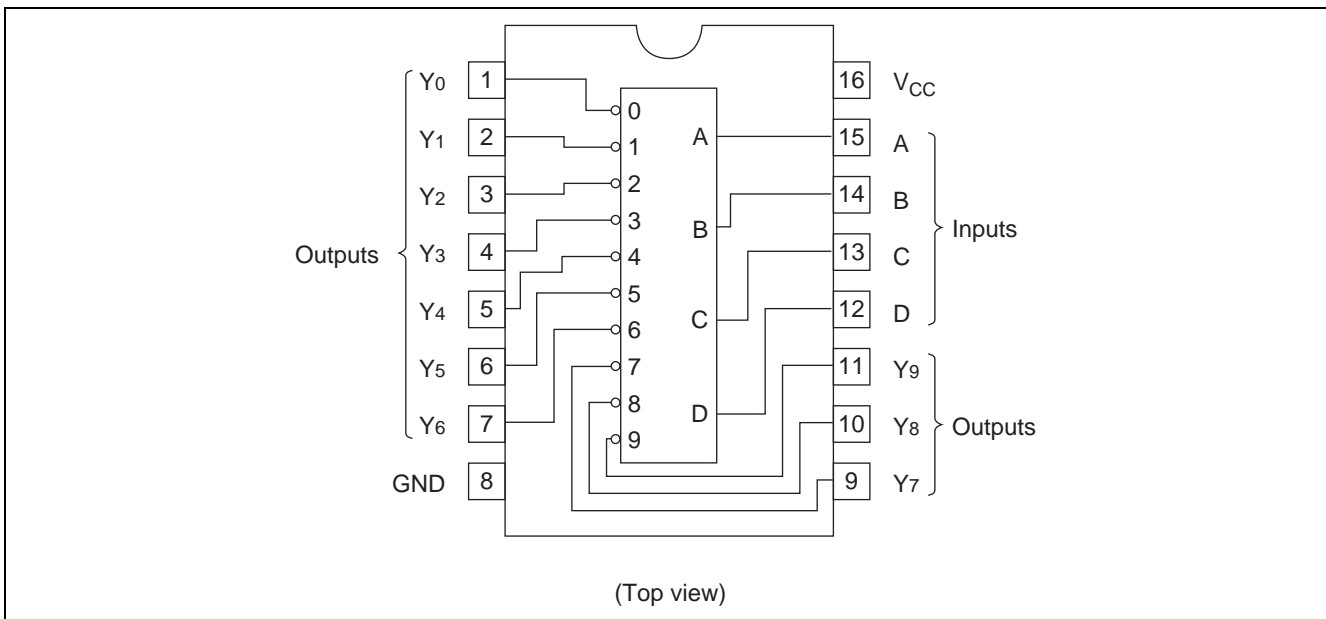 Y0 1 16 VCC
0
Y1 2 1 A 15 A
Y2 3 2 14 B
3 B
Outputs Y3 4 4 13 C Inputs
Y4 5 5 C 12 D
6
Y5 6 7 11 Y9
8 D
Y6 7 9 10 Y8 Outputs
GND 8 9 Y7
(Top view)